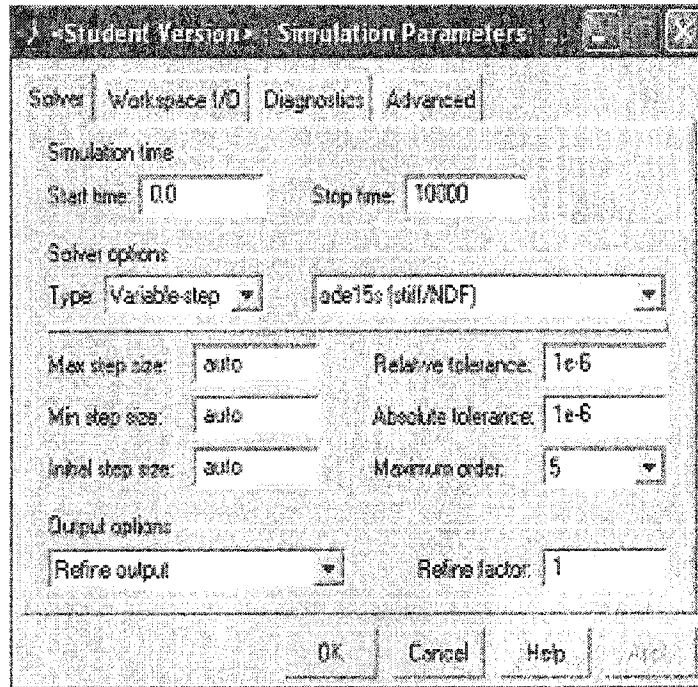 <Student Version> : Simulation Parameters: ...
Solver Workspace I/O Diagnostics Advanced
Simulation time
Start time: 0.0 Stop time: 10000
Solver options
Type: Variable-step ode15s (stiff/NDF)
Max step size: auto Relative tolerance: 1e-6
Min step size: auto Absolute tolerance: 1e-6
Initial step size: auto Maximum order: 5
Output options
Refine output Refine factor: 1
OK Cancel Help Apply